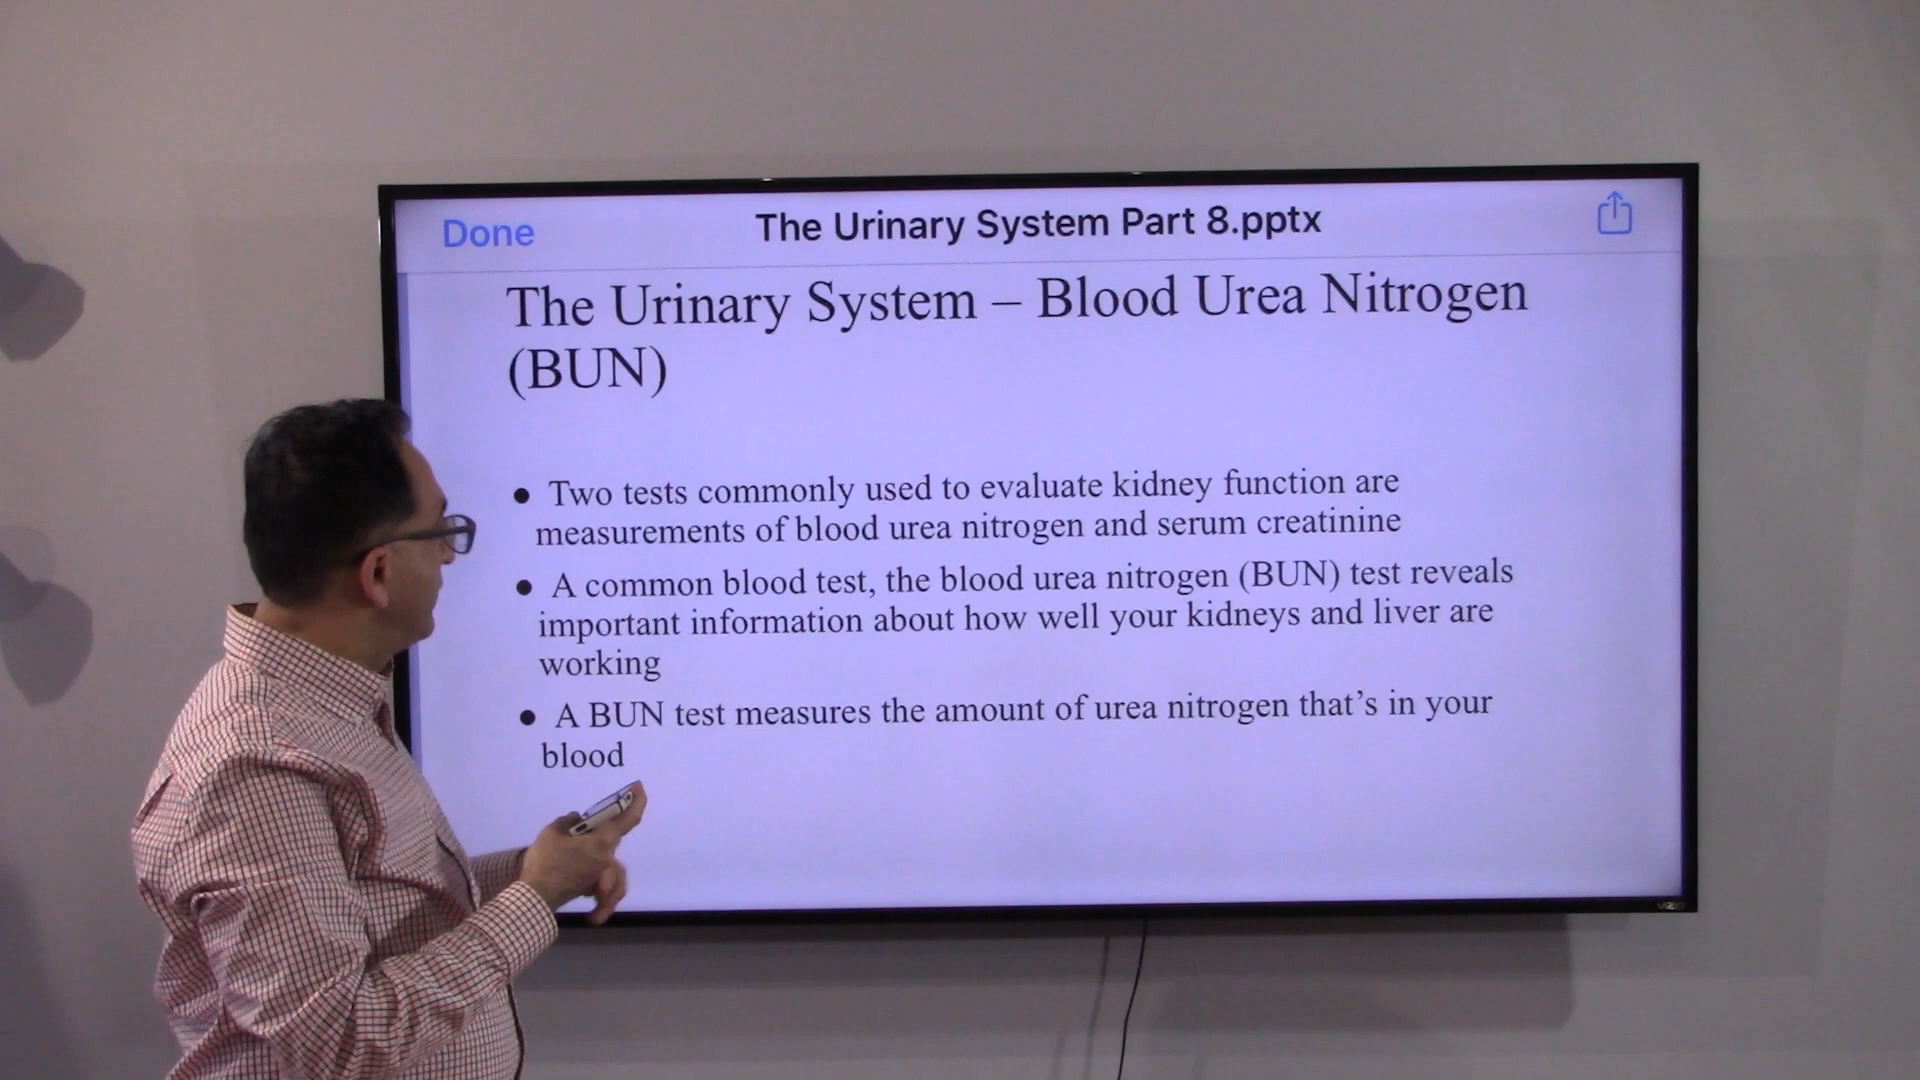 Done
The Urinary System Part 8.pptx
The Urinary System – Blood Urea Nitrogen
(BUN)
● Two tests commonly used to evaluate kidney function are
measurements of blood urea nitrogen and serum creatinine
● A common blood test, the blood urea nitrogen (BUN) test reveals
important information about how well your kidneys and liver are
working
● A BUN test measures the amount of urea nitrogen that’s in your
blood
VIZIO